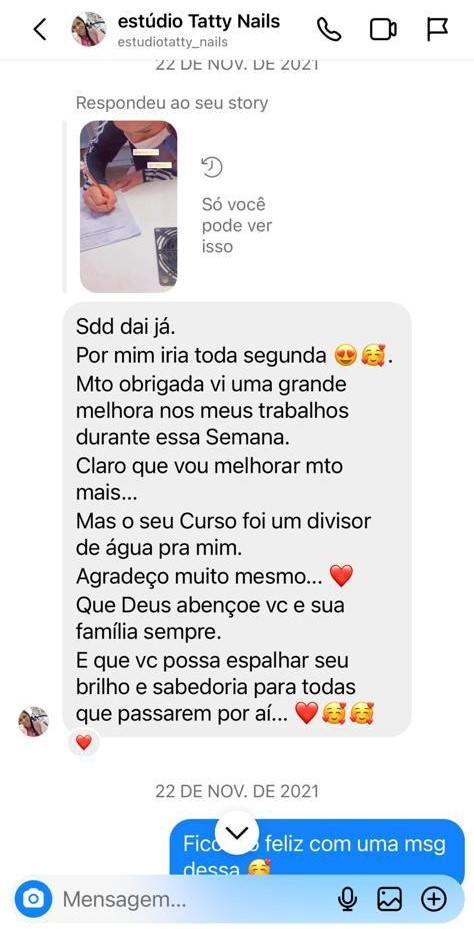 estúdio Tatty Nails
estudiotatty_nails
22 DE NOV. DE 2021
Respondeu ao seu story
Só você
pode ver
isso
Sdd dai já.
Por mim iria toda segunda 😍🥰.
Mto obrigada vi uma grande
melhora nos meus trabalhos
durante essa Semana.
Claro que vou melhorar mto
mais...
Mas o seu Curso foi um divisor
de água pra mim.
Agradeço muito mesmo... ❤️
Que Deus abençoe vc e sua
família sempre.
E que vc possa espalhar seu
brilho e sabedoria para todas
que passarem por aí... ❤️🥰🥰
❤️
22 DE NOV. DE 2021
feliz com uma msg
dessa 🥰
Mensagem...